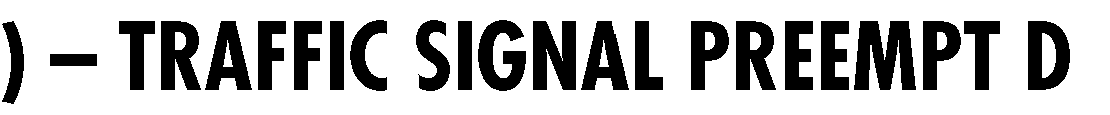 ) – TRAFFIC SIGNAL PREEMPT D